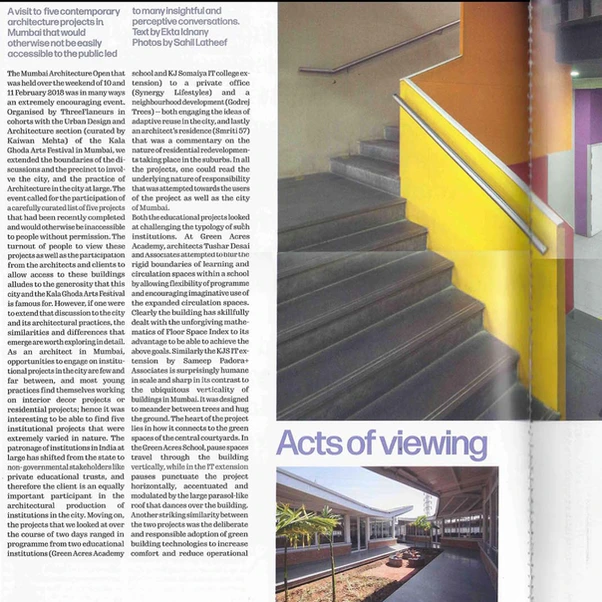 A visit to five contemporary
architecture projects in
Mumbai that would
otherwise not be easily
accessible to the public led
to many insightful and
perceptive conversations.
Text by Ekta Idnany
Photos by Sahil Latheef
The Mumbai Architecture Open that
was held over the weekend of 10 and
11 February 2018 was in many ways
an extremely encouraging event.
Organised by ThreeFlaneurs in
cohorts with the Urban Design and
Architecture section (curated by
Kaiwan Mehta) of the Kala
Ghoda Arts Festival in Mumbai, we
extended the boundaries of the di-
scussions and the precinct to invol-
ve the city, and the practice of
Architecture in the city at large. The
event called for the participation of
a carefully curated list of five projects
that had been recently completed
and would otherwise be inaccessible
to people without permission. The
turnout of people to view these
projects as well as the participation
from the architects and clients to
allow access to these buildings
alludes to the generosity that this
city and the Kala Ghoda Arts Festival
is famous for. However, if one were
to extend that discussion to the city
and its architectural practices, the
similarities and differences that
emerge are worth exploring in detail.
As an architect in Mumbai,
opportunities to engage on institu-
tional projects in the city are few and
far between, and most young
practices find themselves working
on interior decor projects or
residential projects; hence it was
interesting to be able to find five
institutional projects that were
extremely varied in nature. The
patronage of institutions in India at
large has shifted from the state to
non-governmental stakeholders like
private educational trusts, and
therefore the client is an equally
important participant in the
architectural production of
institutions in the city. Moving on,
the projects that we looked at over
the course of two days ranged in
programme from two educational
institutions (Green Acres Academy
school and KJ Somaiya IT college ex-
tension) to a private office
(Synergy Lifestyles) and a
neighbourhood development (Godrej
Trees) – both engaging the ideas of
adaptive reuse in the city, and lastly
an architect's residence (Smriti 37)
that was a commentary on the
nature of residential redevelopmen-
ts taking place in the suburbs. In all
the projects, one could read the
underlying nature of responsibility
that was attempted towards the users
of the project as well as the city
of Mumbai.
Both the educational projects looked
at challenging the typology of such
institutions. At Green Acres
Academy, architects Tushar Desai
and Associates attempted to blur the
rigid boundaries of learning and
circulation spaces within a school
by allowing flexibility of programme
and encouraging imaginative use of
the expanded circulation spaces.
Clearly the building has skillfully
dealt with the unforgiving mathe-
matics of Floor Space Index to its
advantage to be able to achieve the
above goals. Similarly the KJS IT ex-
tension by Sameep Padora+
Associates is surprisingly humane
in scale and sharp in its contrast to
the ubiquitous verticality of
buildings in Mumbai. It was designed
to meander between trees and hug
the ground. The heart of the project
lies in how it connects to the green
spaces of the central courtyards. In
the Green Acres School, pause spaces
travel through the building
vertically, while in the IT extension
pauses punctuate the project
horizontally, accentuated and
modulated by the large parasol-like
roof that dances over the building.
Another striking similarity between
the two projects was the deliberate
and responsible adoption of green
building technologies to increase
comfort and reduce operational
Acts of viewing